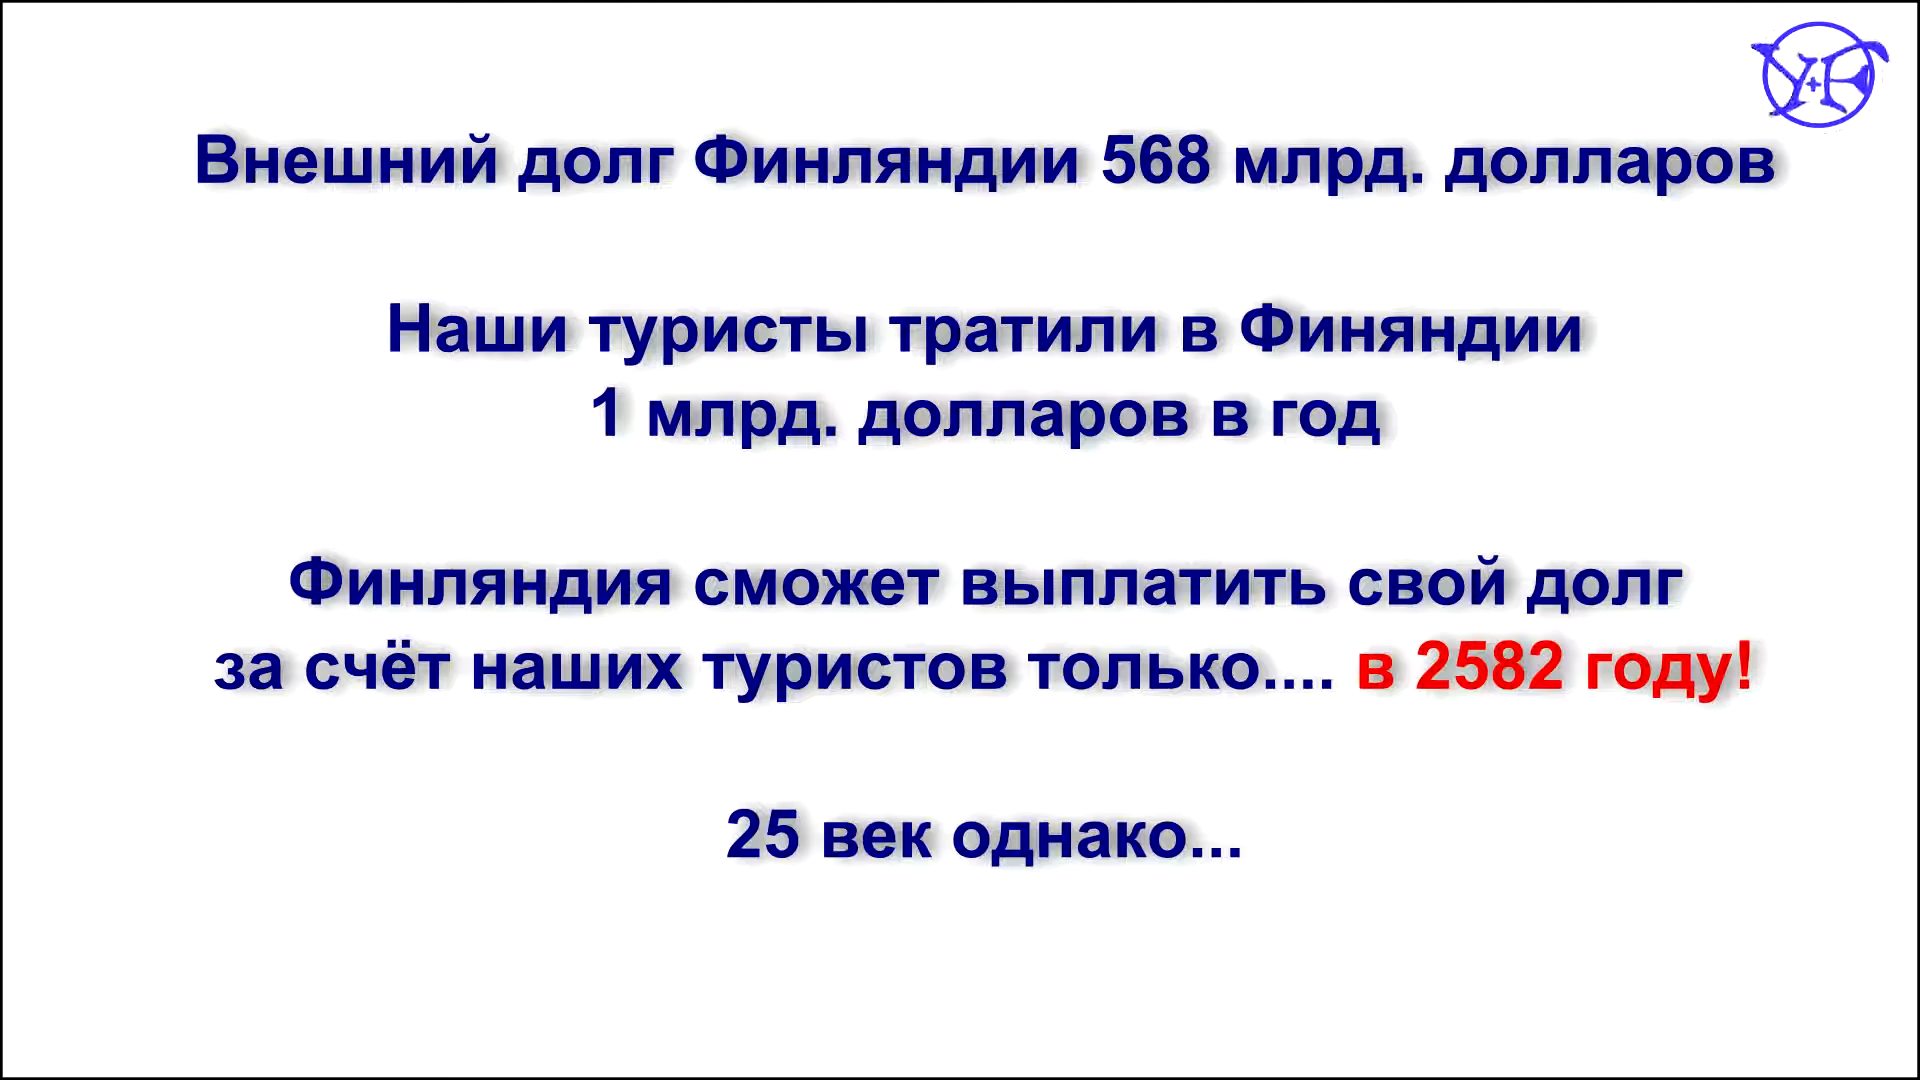 Внешний долг Финляндии 568 млрд. долларов
Наши туристы тратили в Финяндии
1 млрд. долларов в год
Финляндия сможет выплатить свой долг
за счёт наших туристов только.... в 2582 году!
25 век однако...